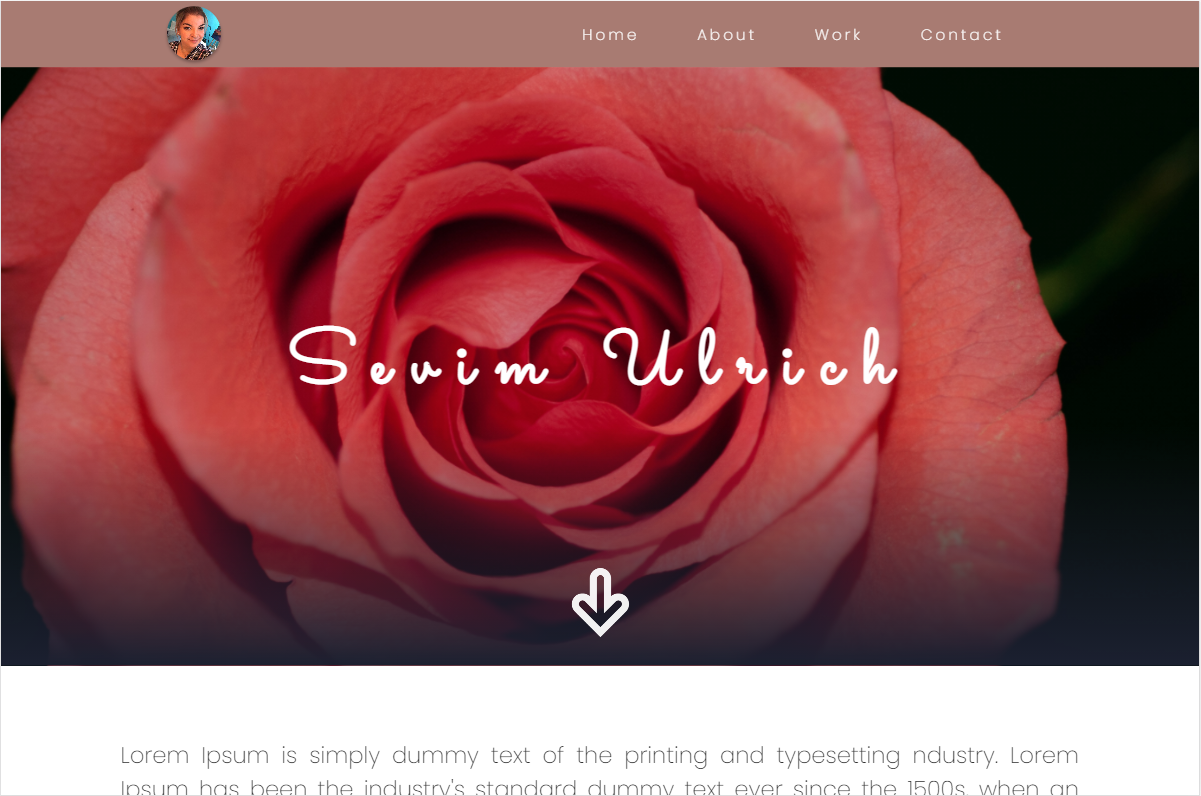 Home About Work Contact
Sevim Ulrich
Lorem Ipsum is simply dummy text of the printing and typesetting ndustry. Lorem
Ipsum has been the industry's standard dummy text ever since the 1500s, when an